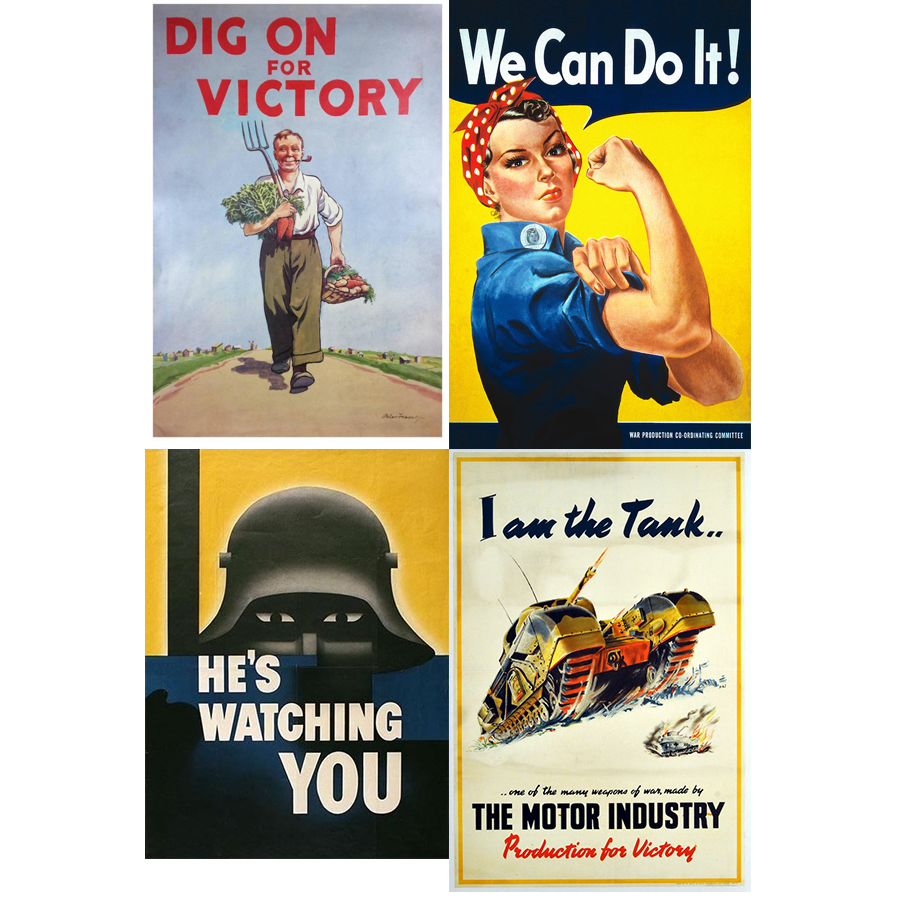 DIG ON
FOR
VICTORY
We Can Do It!
WAR PRODUCTION CO-ORDINATING COMMITTEE
HE'S
WATCHING
YOU
I am the Tank..
..one of the many weapons of war, made by
THE MOTOR INDUSTRY
Production for Victory